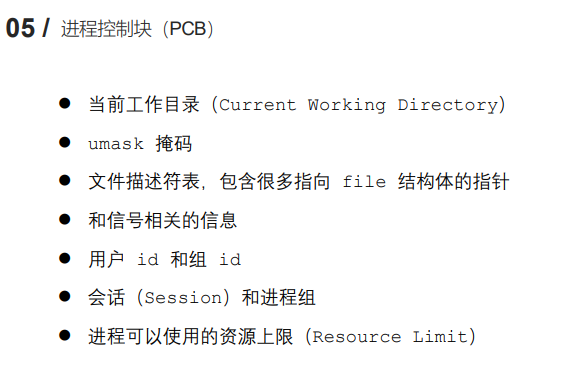 05 / 进程控制块（PCB）
● 当前工作目录（Current Working Directory）
● umask 掩码
● 文件描述符表，包含很多指向 file 结构体的指针
● 和信号相关的信息
● 用户 id 和组 id
● 会话（Session）和进程组
● 进程可以使用的资源上限（Resource Limit）